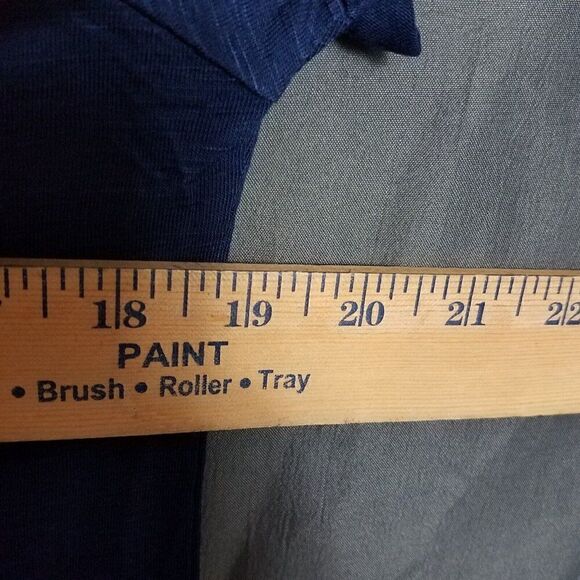 18 19 20 21 22
PAINT
• Brush • Roller • Tray